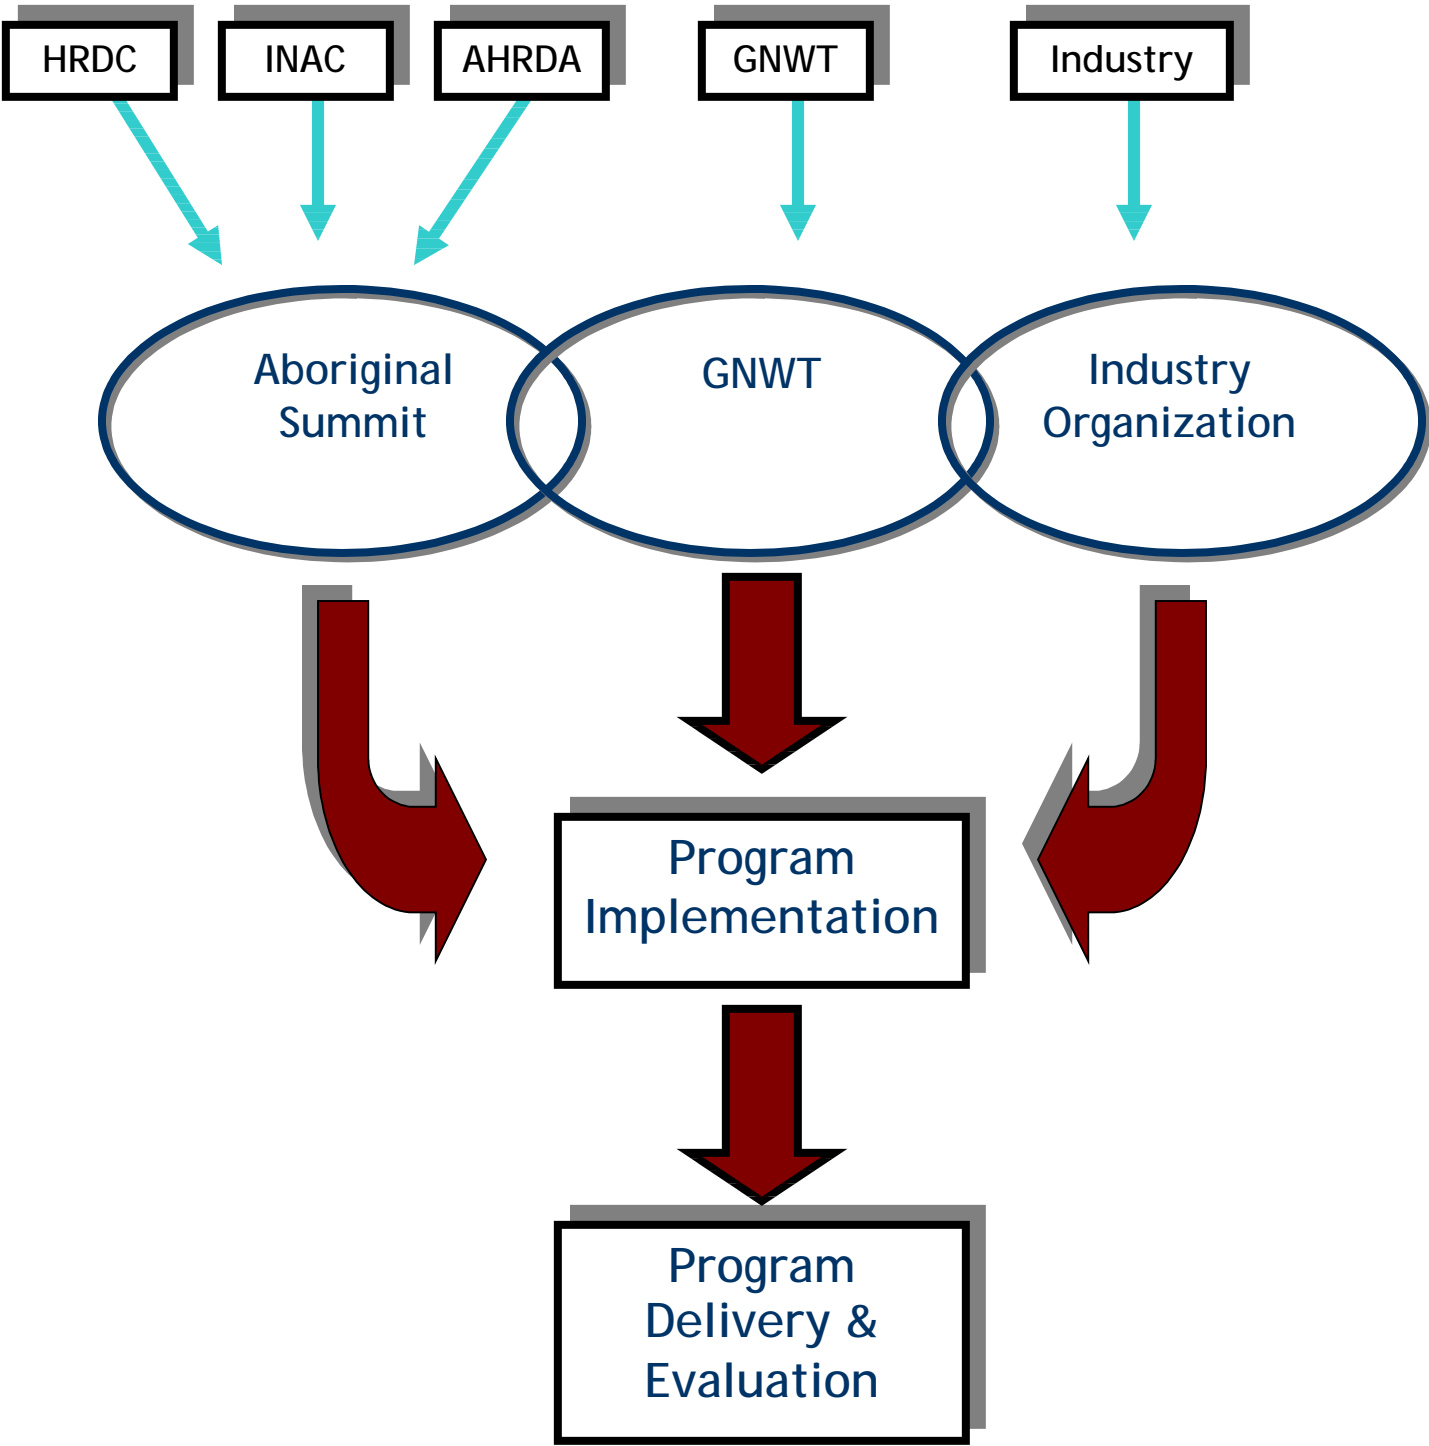 HRDC
INAC
AHRDA
GNWT
Industry
Aboriginal
Summit
GNWT
Industry
Organization
Program
Implementation
Program
Delivery &
Evaluation